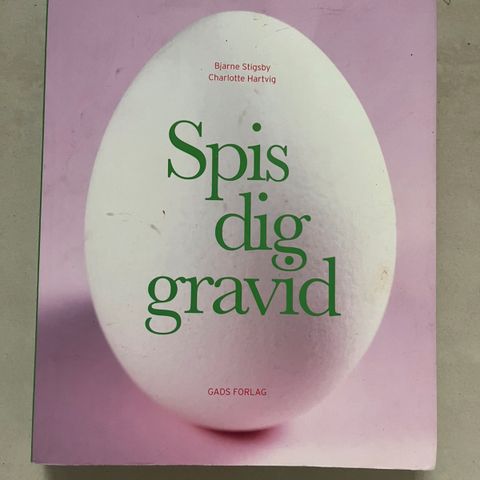 Bjarne Stigsby
Charlotte Hartvig
Spis
dig
gravid
GADS FORLAG